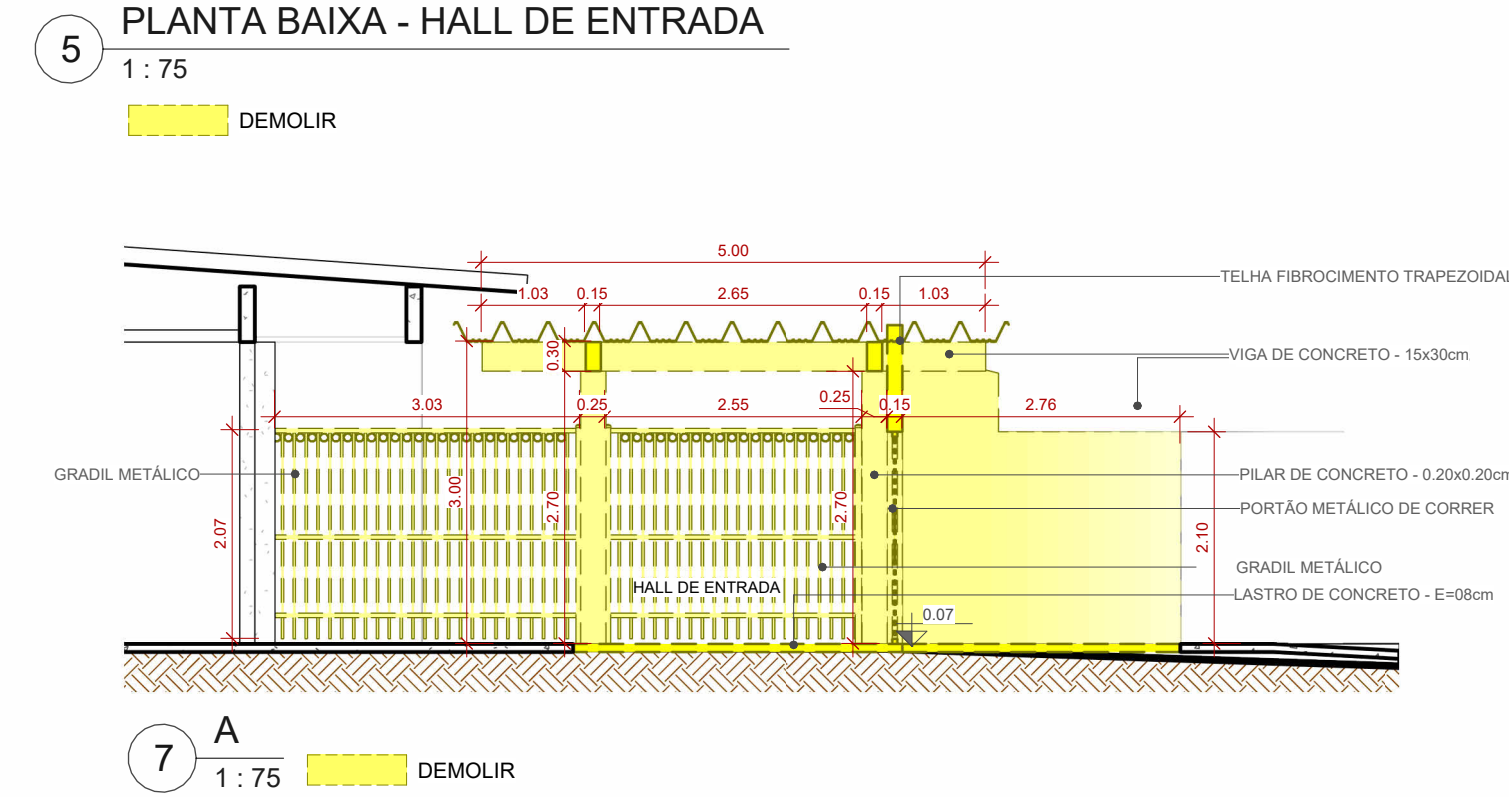 5
PLANTA BAIXA - HALL DE ENTRADA
1 : 75
DEMOLIR
5.00
TELHA FIBROCIMENTO TRAPEZOIDAL
1.03 0.15 2.65 0.15 1.03
0.30
VIGA DE CONCRETO - 15x30cm
3.03 0.25 2.55 0.25 0.15 2.76
GRADIL METÁLICO
PILAR DE CONCRETO - 0.20x0.20cm
3.00
2.70
2.70
PORTÃO METÁLICO DE CORRER
2.07
2.10
GRADIL METÁLICO
HALL DE ENTRADA
LASTRO DE CONCRETO - E=08cm
0.07
7
A
1 : 75
DEMOLIR